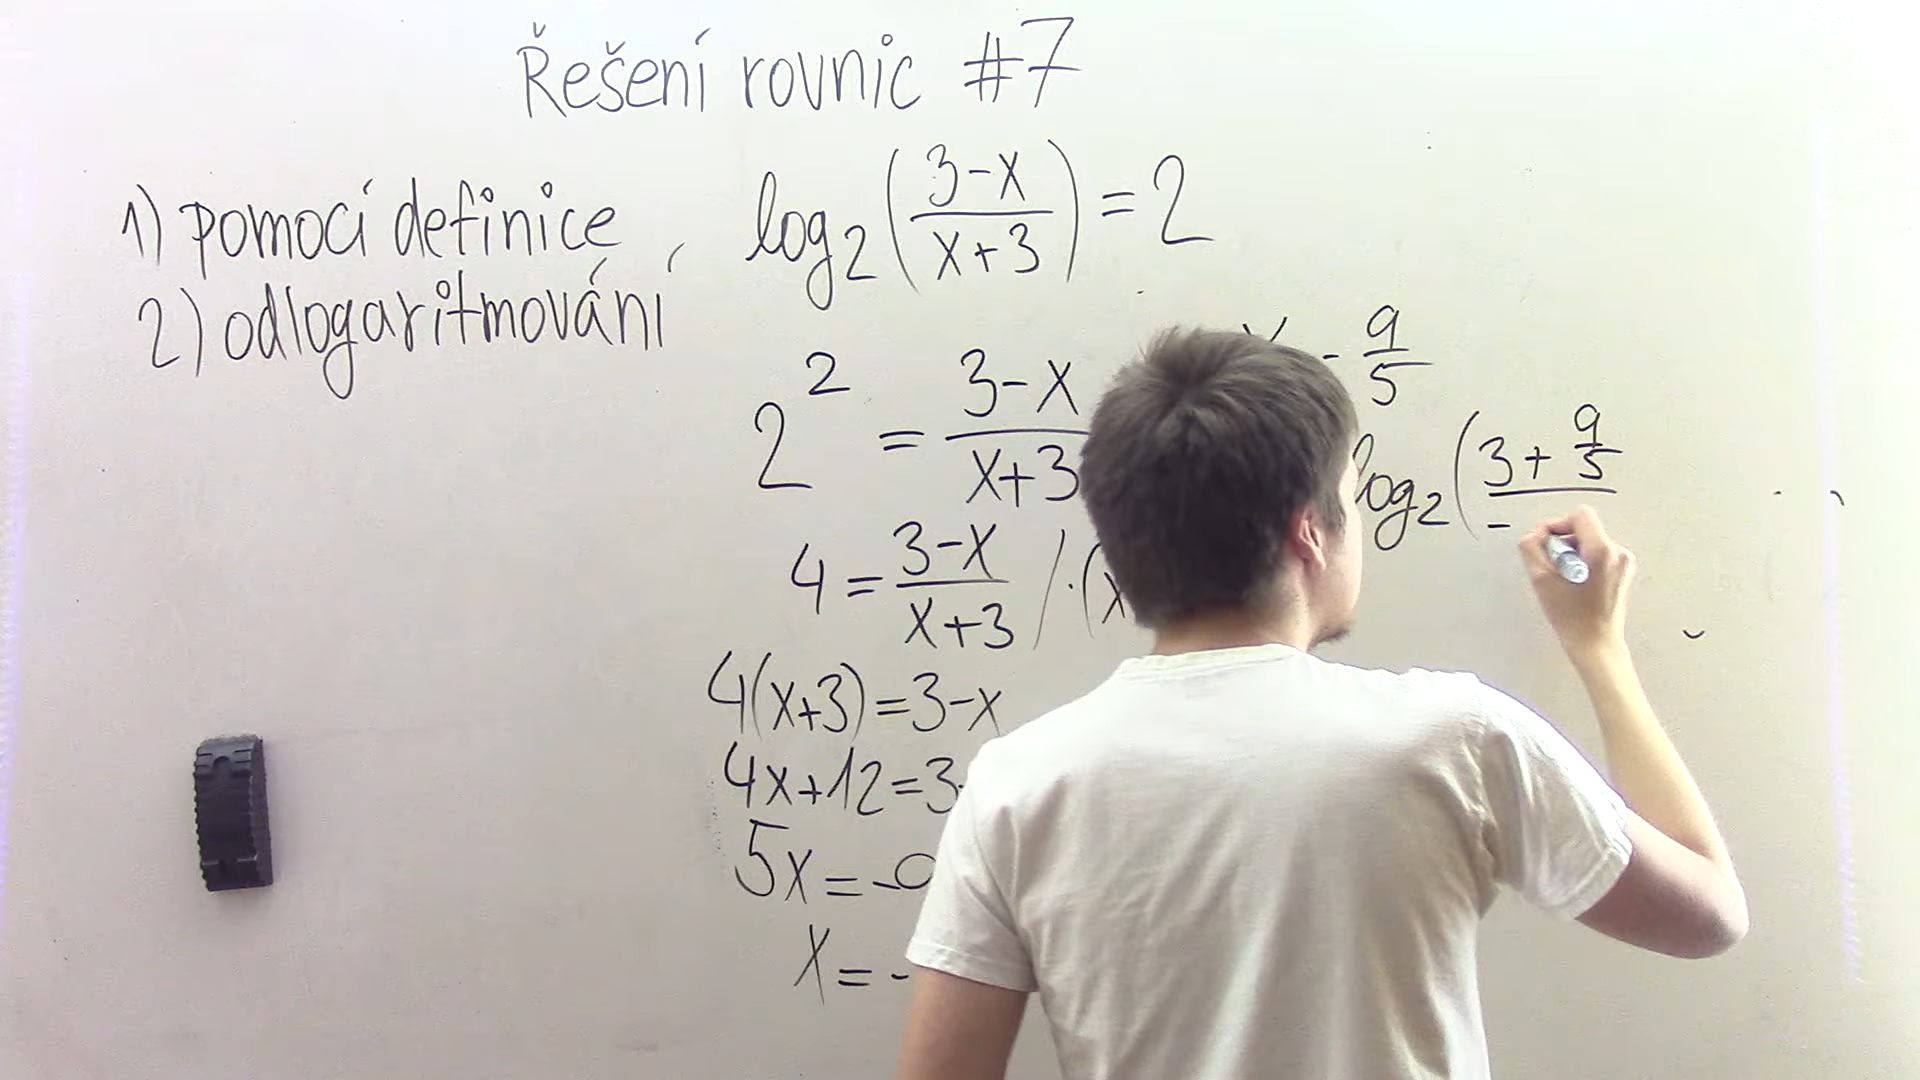 Řešení rovnic #7
1) pomocí definice
2) odlogaritmování
log₂((3-x)/(x+3)) = 2
2² = (3-x)/(x+3)
4 = (3-x)/(x+3) / ·(x
4(x+3)=3-x
4x+12=3-
5x=-9
x=-
x - 9/5
log₂((3+9/5)/-